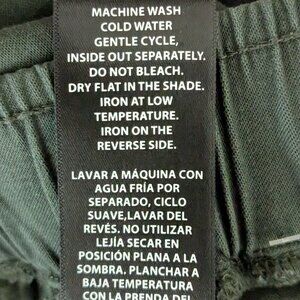 MACHINE WASH
COLD WATER
GENTLE CYCLE,
INSIDE OUT SEPARATELY.
DO NOT BLEACH.
DRY FLAT IN THE SHADE.
IRON AT LOW
TEMPERATURE.
IRON ON THE
REVERSE SIDE.
LAVAR A MÁQUINA CON
AGUA FRÍA POR
SEPARADO, CICLO
SUAVE,LAVAR DEL
REVÉS. NO UTILIZAR
LEJÍA SECAR EN
POSICIÓN PLANA A LA
SOMBRA. PLANCHAR A
BAJA TEMPERATURA
CON LA PRENDA DEL